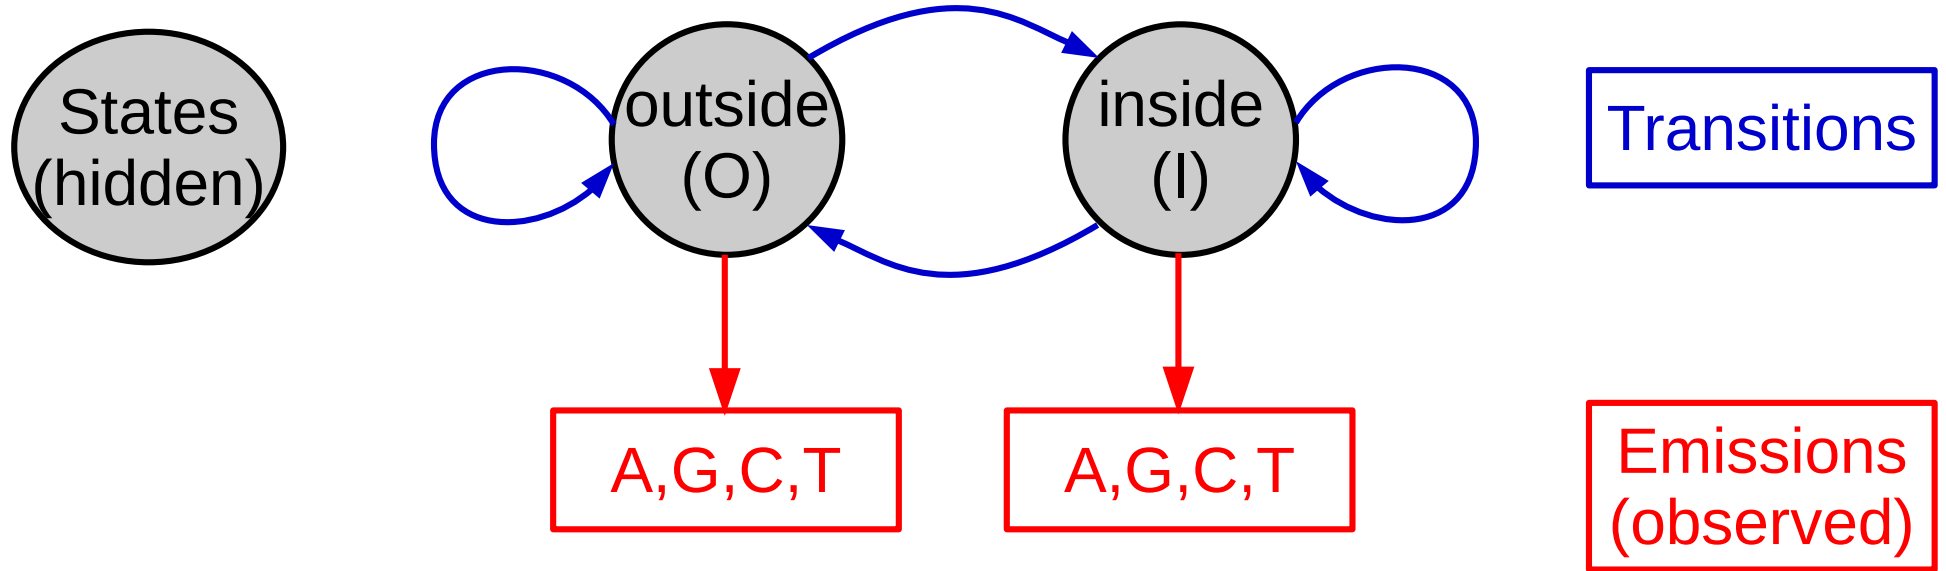 States
(hidden)
outside
(O)
inside
(I)
Transitions
A,G,C,T
A,G,C,T
Emissions
(observed)